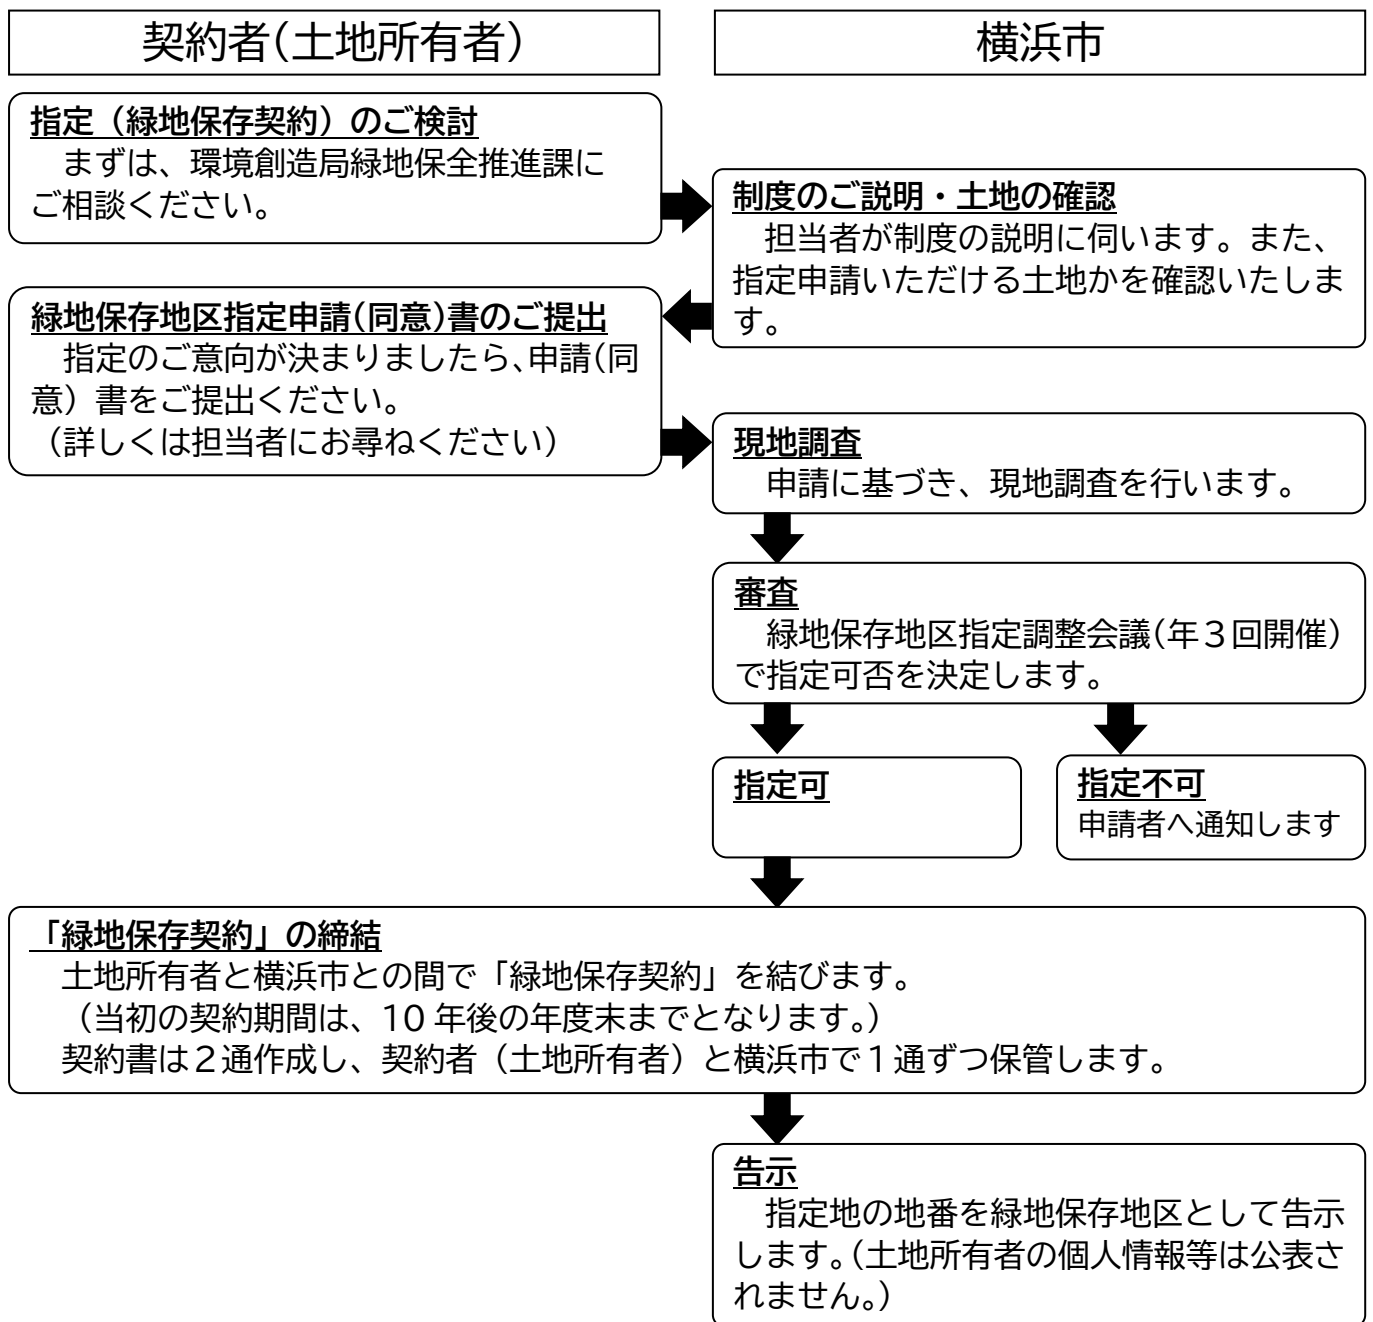 契約者(土地所有者)
横浜市
指定（緑地保存契約）のご検討
まずは、環境創造局緑地保全推進課に
ご相談ください。
制度のご説明・土地の確認
担当者が制度の説明に伺います。また、
指定申請いただける土地かを確認いたしま
す。
緑地保存地区指定申請(同意)書のご提出
指定のご意向が決まりましたら、申請(同
意）書をご提出ください。
（詳しくは担当者にお尋ねください）
現地調査
申請に基づき、現地調査を行います。
審査
緑地保存地区指定調整会議(年３回開催)
で指定可否を決定します。
指定可
指定不可
申請者へ通知します
「緑地保存契約」の締結
土地所有者と横浜市との間で「緑地保存契約」を結びます。
（当初の契約期間は、10 年後の年度末までとなります。）
契約書は２通作成し、契約者（土地所有者）と横浜市で１通ずつ保管します。
告示
指定地の地番を緑地保存地区として告示
します。（土地所有者の個人情報等は公表さ
れません。）